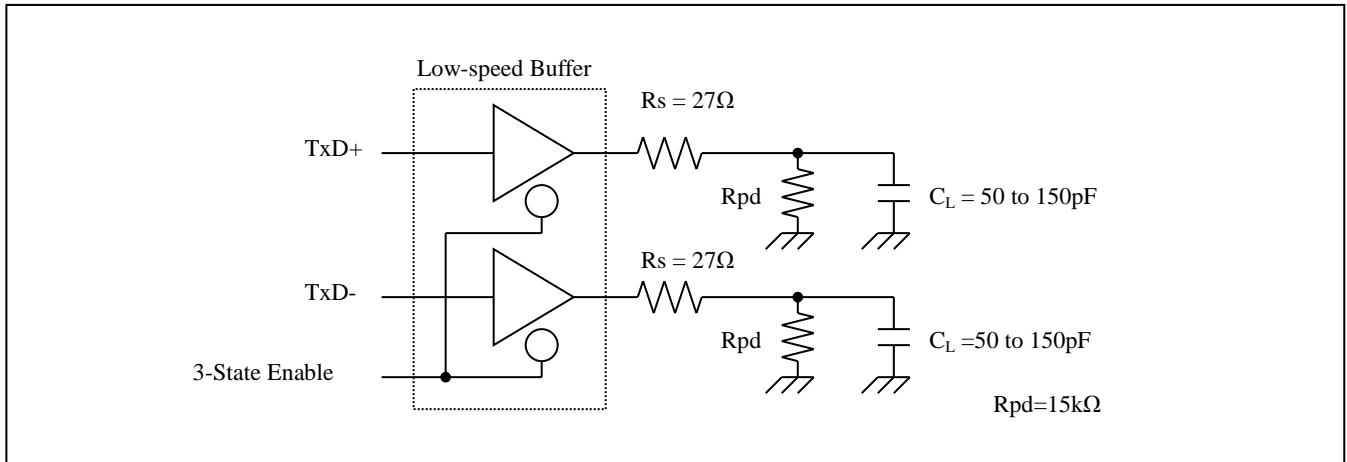 Low-speed Buffer
Rs = 27Ω
TxD+
Rpd
C_L = 50 to 150pF
Rs = 27Ω
TxD-
Rpd
C_L =50 to 150pF
3-State Enable
Rpd=15kΩ